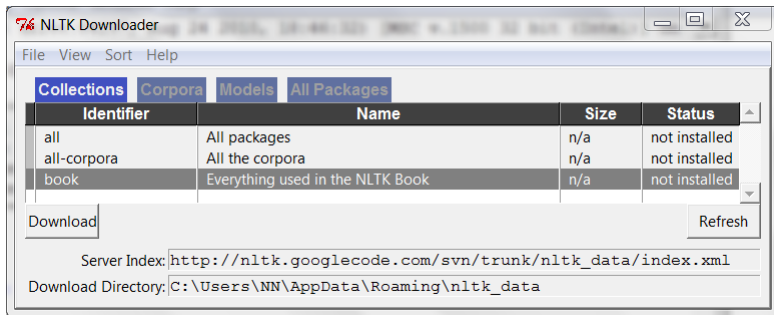 NLTK Downloader
File View Sort Help
Collections Corpora Models All Packages
Identifier Name Size Status
all All packages n/a not installed
all-corpora All the corpora n/a not installed
book Everything used in the NLTK Book n/a not installed
Download Refresh
Server Index: http://nltk.googlecode.com/svn/trunk/nltk_data/index.xml
Download Directory: C:\Users\NN\AppData\Roaming\nltk_data